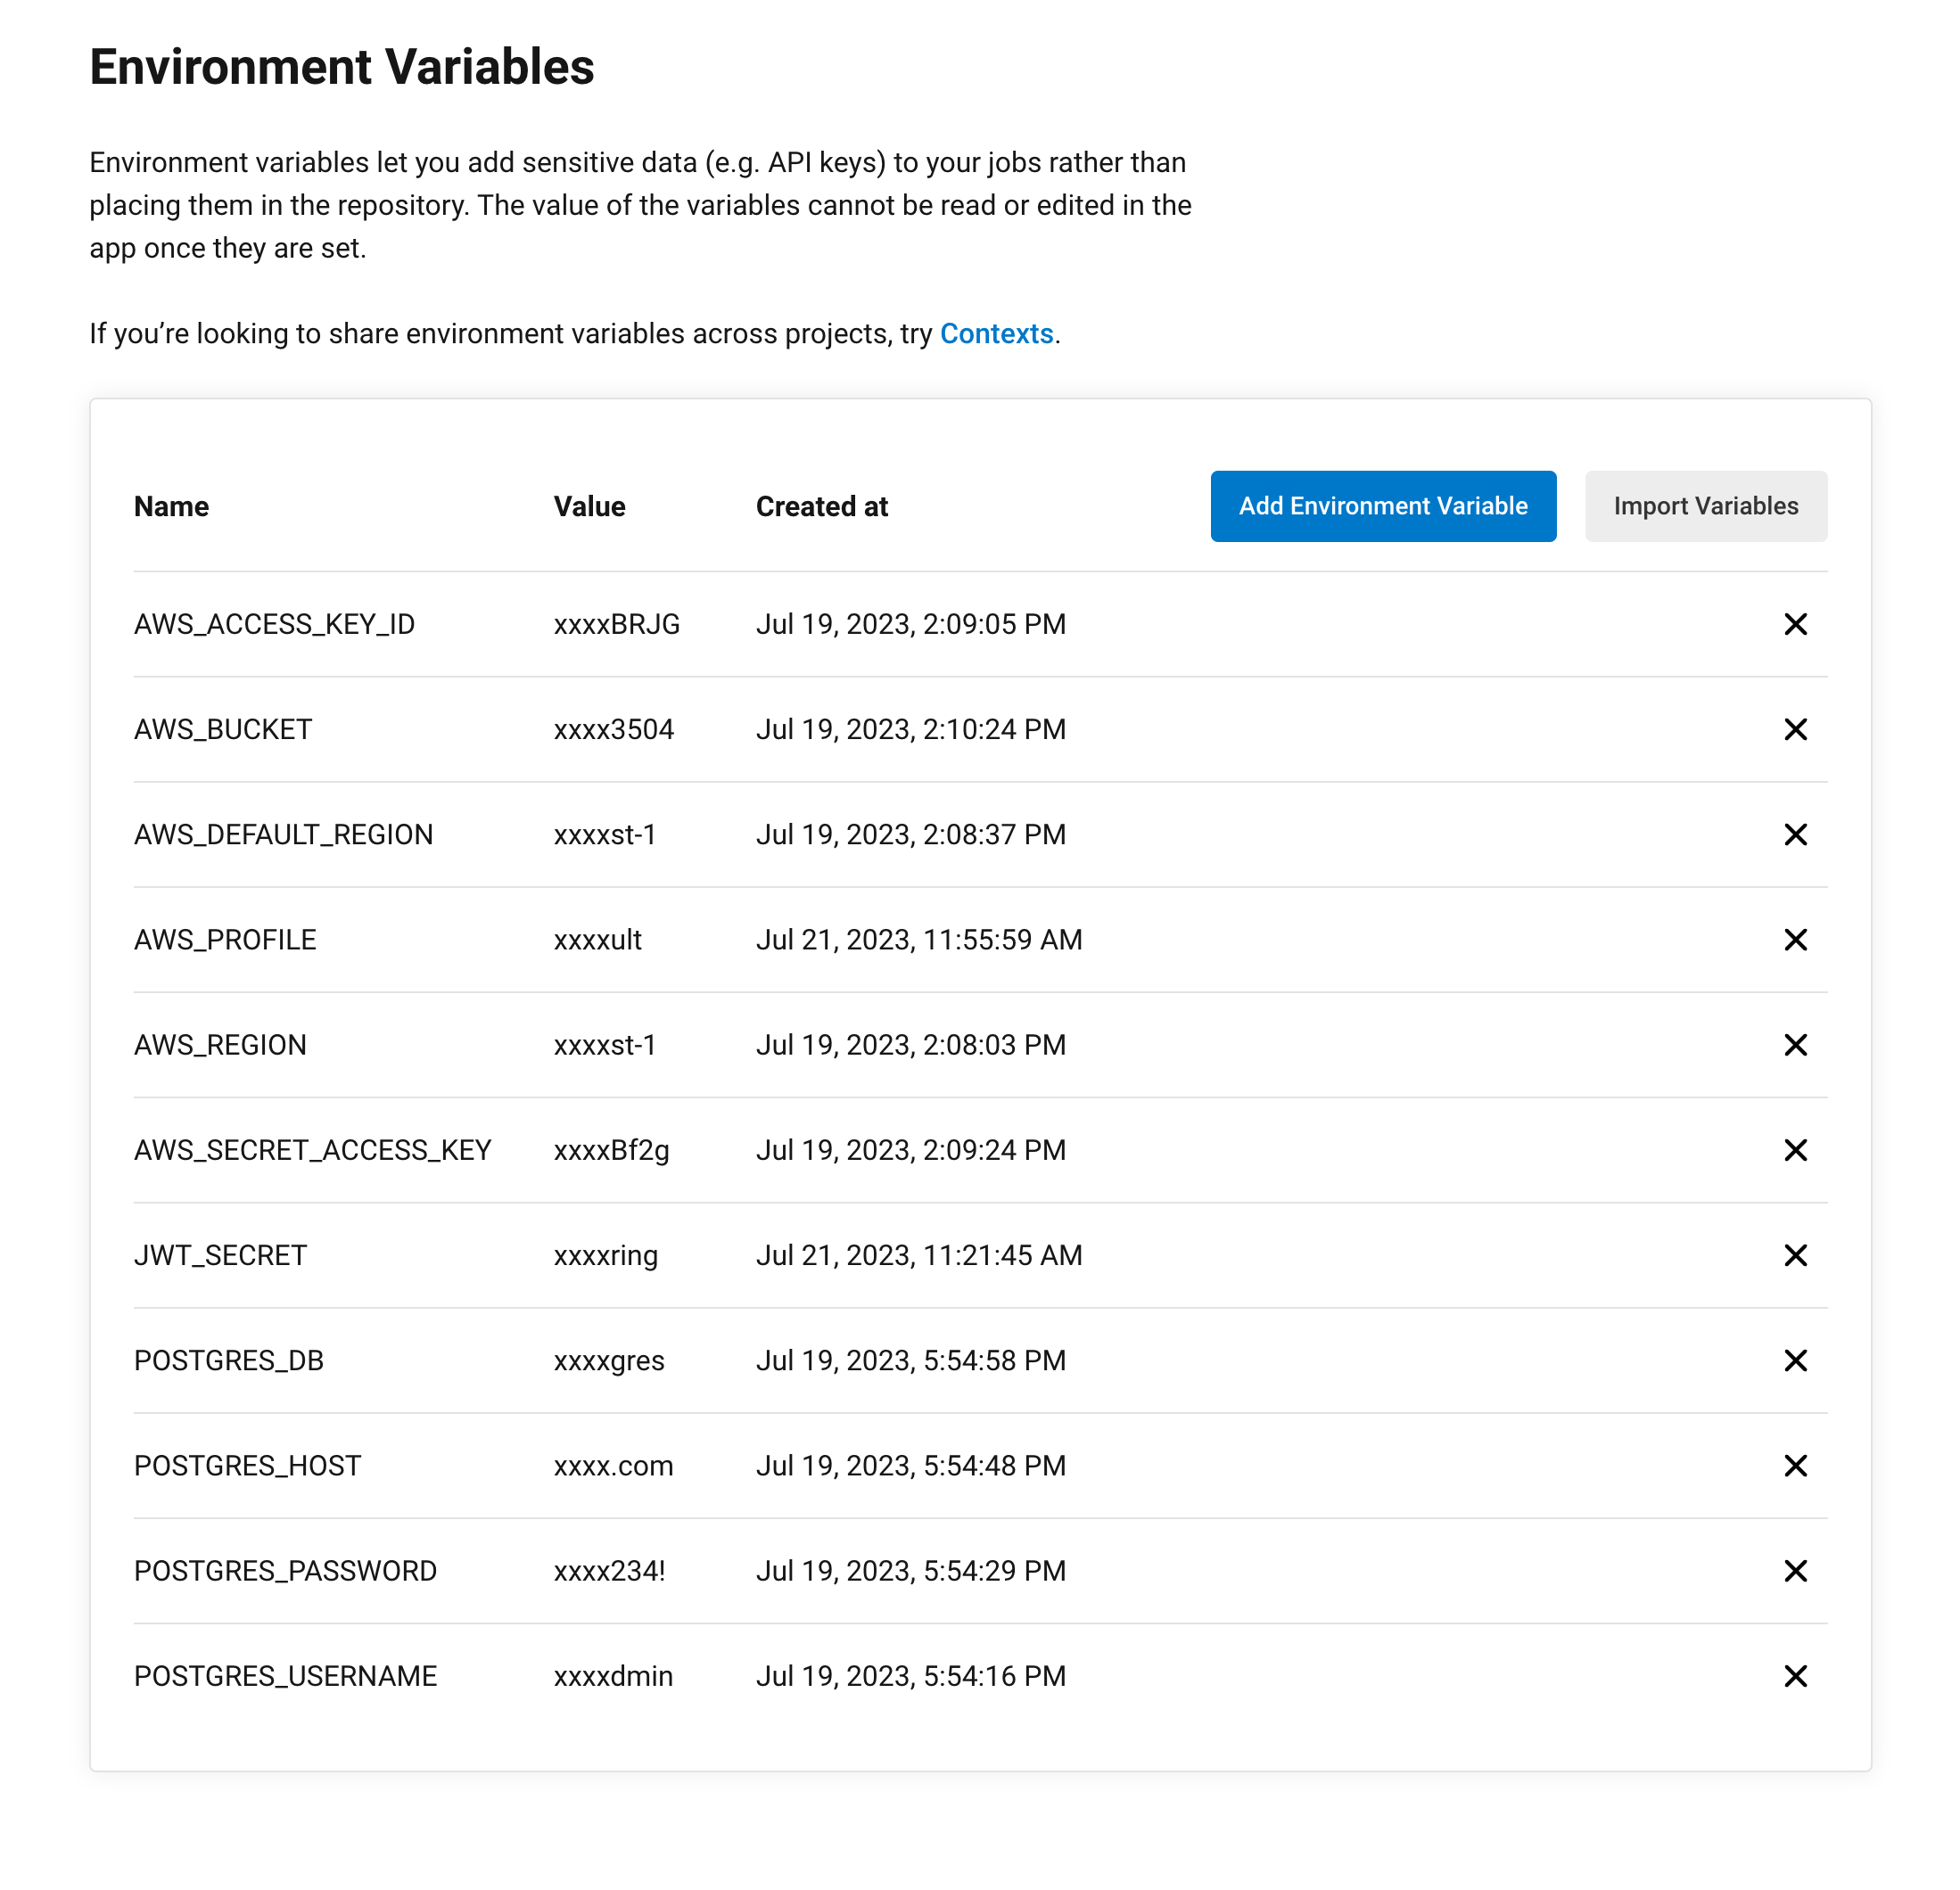 Environment Variables
Environment variables let you add sensitive data (e.g. API keys) to your jobs rather than
placing them in the repository. The value of the variables cannot be read or edited in the
app once they are set.
If you’re looking to share environment variables across projects, try Contexts.
Name Value Created at Add Environment Variable Import Variables
AWS_ACCESS_KEY_ID xxxxBRJG Jul 19, 2023, 2:09:05 PM
AWS_BUCKET xxxx3504 Jul 19, 2023, 2:10:24 PM
AWS_DEFAULT_REGION xxxxst-1 Jul 19, 2023, 2:08:37 PM
AWS_PROFILE xxxxult Jul 21, 2023, 11:55:59 AM
AWS_REGION xxxxst-1 Jul 19, 2023, 2:08:03 PM
AWS_SECRET_ACCESS_KEY xxxxBf2g Jul 19, 2023, 2:09:24 PM
JWT_SECRET xxxxring Jul 21, 2023, 11:21:45 AM
POSTGRES_DB xxxxgres Jul 19, 2023, 5:54:58 PM
POSTGRES_HOST xxxx.com Jul 19, 2023, 5:54:48 PM
POSTGRES_PASSWORD xxxx234! Jul 19, 2023, 5:54:29 PM
POSTGRES_USERNAME xxxxdmin Jul 19, 2023, 5:54:16 PM